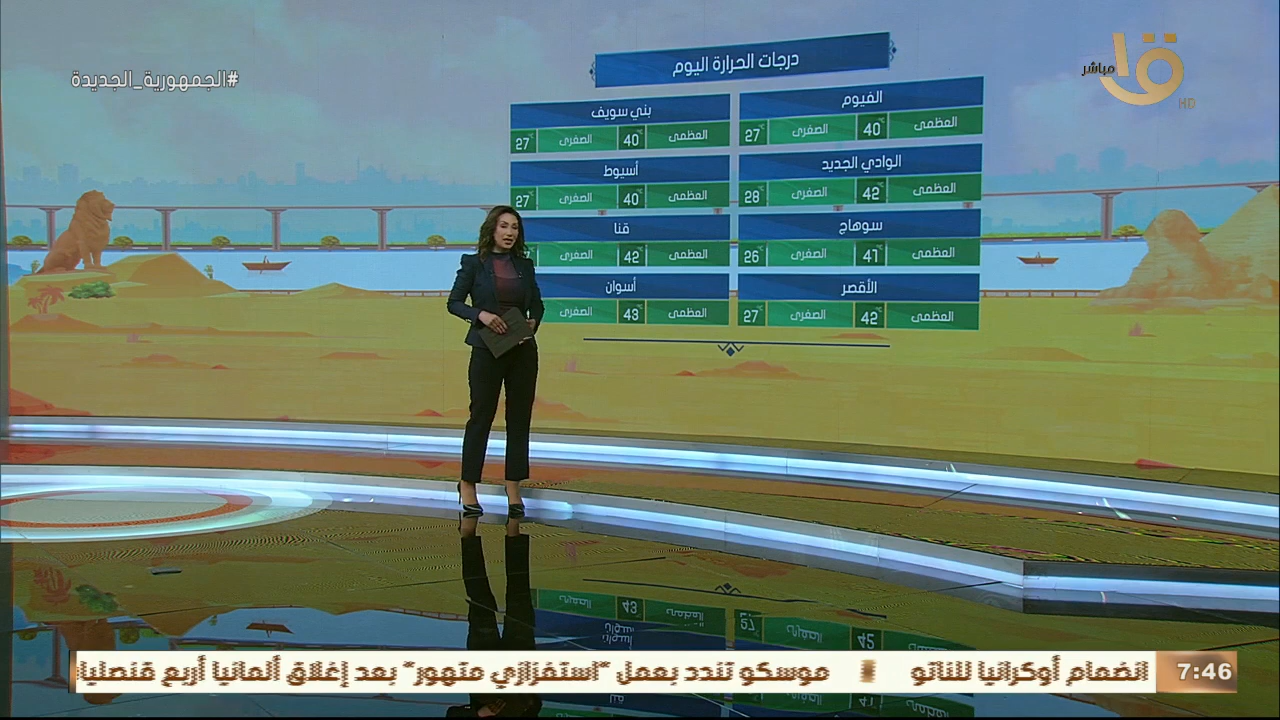 #الجمهورية_الجديدة
مباشر
HD
درجات الحرارة اليوم
الفيوم
العظمى 40°C الصغرى 27°C
بني سويف
العظمى 40°C الصغرى 27°C
الوادي الجديد
العظمى 42°C الصغرى 28°C
أسيوط
العظمى 40°C الصغرى 27°C
سوهاج
العظمى 41°C الصغرى 26°C
قنا
العظمى 42°C الصغرى
الأقصر
العظمى 42°C الصغرى 27°C
أسوان
العظمى 43°C الصغرى
7:46 انضمام أوكرانيا للناتو موسكو تندد بعمل "استفزازي متهور" بعد إغلاق ألمانيا أربع قنصليا